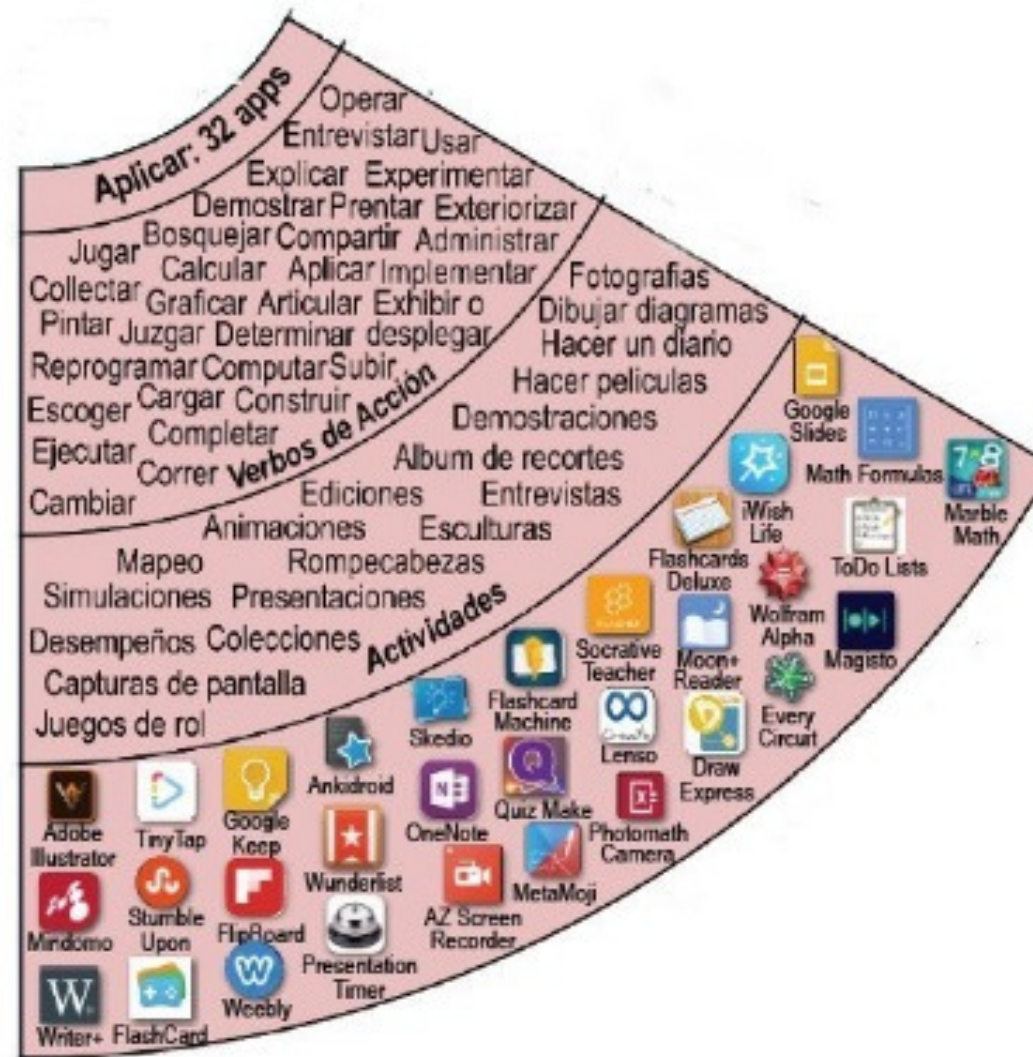 Aplicar: 32 apps
Operar
Entrevistar Usar
Explicar Experimentar
Demostrar Prentar Exteriorizar
Jugar Bosquejar Compartir Administrar
Calcular Aplicar Implementar
Collectar Graficar Articular Exhibir o
Pintar Juzgar Determinar desplegar
Reprogramar Computar Subir
Escoger Cargar Construir
Ejecutar Completar
Correr
Cambiar
Verbos de Acción
Fotografias
Dibujar diagramas
Hacer un diario
Hacer peliculas
Demostraciones
Album de recortes
Ediciones Entrevistas
Animaciones Esculturas
Mapeo Rompecabezas
Simulaciones Presentaciones
Desempeños Colecciones
Capturas de pantalla
Juegos de rol
Actividades
Google
Slides
Math Formulas
Marble
Math
iWish
Life
Flashcards
Deluxe
ToDo Lists
Wolfram
Alpha
Socrative
Teacher
Moon+
Reader
Magisto
Flashcard
Machine
Skedio
Lenso
Every
Circuit
Draw
Express
Ankidroid
Quiz Make
OneNote
Photomath
Camera
MetaMoji
Adobe
Illustrator
TinyTap
Google
Keep
Wunderlist
AZ Screen
Recorder
Mindomo
Stumble
Upon
FlipBoard
Presentation
Timer
Writer+
FlashCard
Weebly